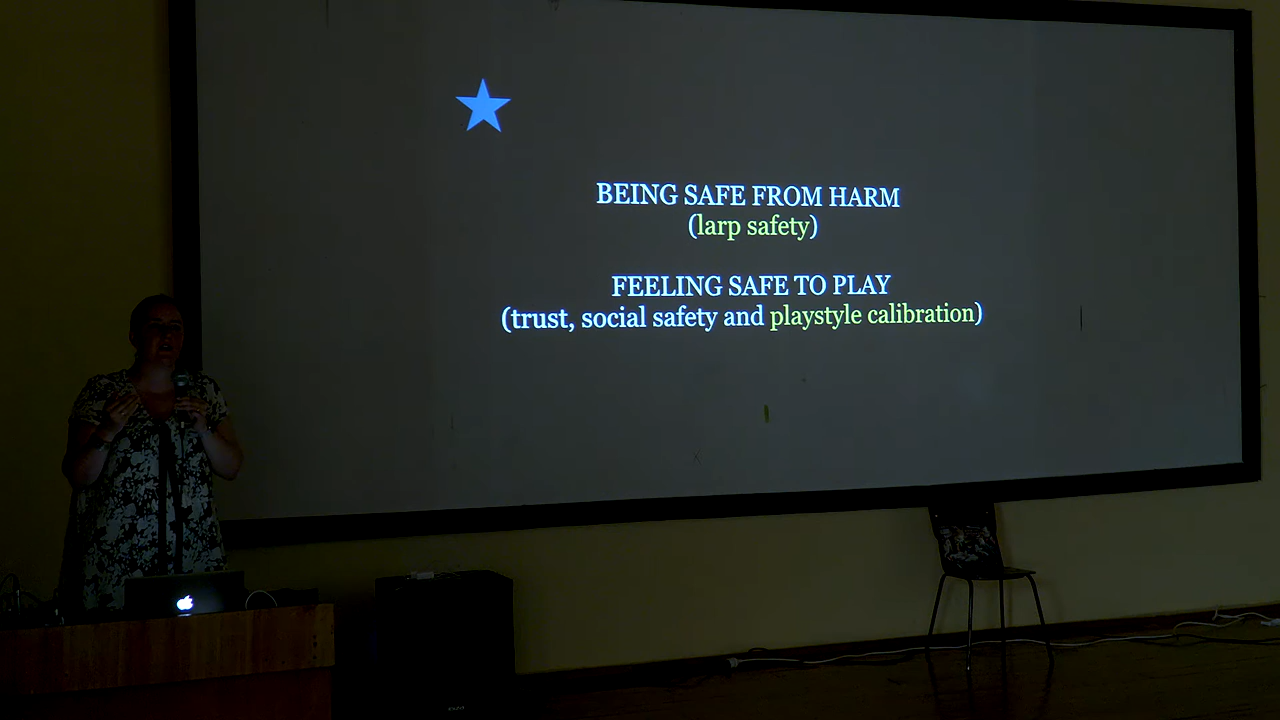 BEING SAFE FROM HARM
(larp safety)
FEELING SAFE TO PLAY
(trust, social safety and playstyle calibration)